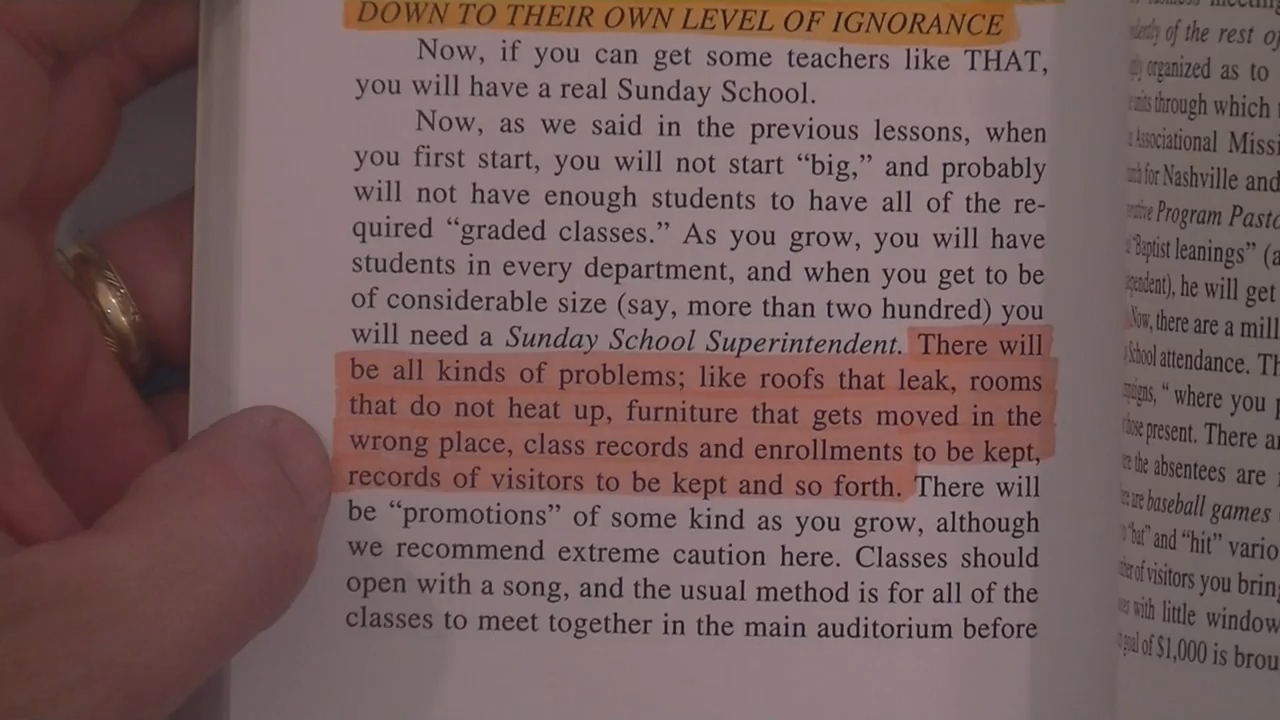 DOWN TO THEIR OWN LEVEL OF IGNORANCE
Now, if you can get some teachers like THAT,
you will have a real Sunday School.
Now, as we said in the previous lessons, when
you first start, you will not start “big,” and probably
will not have enough students to have all of the re-
quired “graded classes.” As you grow, you will have
students in every department, and when you get to be
of considerable size (say, more than two hundred) you
will need a Sunday School Superintendent. There will
be all kinds of problems; like roofs that leak, rooms
that do not heat up, furniture that gets moved in the
wrong place, class records and enrollments to be kept,
records of visitors to be kept and so forth. There will
be “promotions” of some kind as you grow, although
we recommend extreme caution here. Classes should
open with a song, and the usual method is for all of the
classes to meet together in the main auditorium before
of the rest of
organized as to
through which
Associational
for Nashville and
Program
“Baptist leanings” (a
he will get
Now, there are a
School attendance.
“ where you
present. There
the absentees are
are baseball games
“bat” and “hit”
of visitors you
with little
of $1,000 is